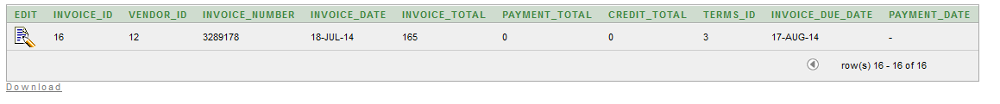 EDIT INVOICE_ID VENDOR_ID INVOICE_NUMBER INVOICE_DATE INVOICE_TOTAL PAYMENT_TOTAL CREDIT_TOTAL TERMS_ID INVOICE_DUE_DATE PAYMENT_DATE
16 12 3289178 18-JUL-14 165 0 0 3 17-AUG-14 -
row(s) 16 - 16 of 16
Download